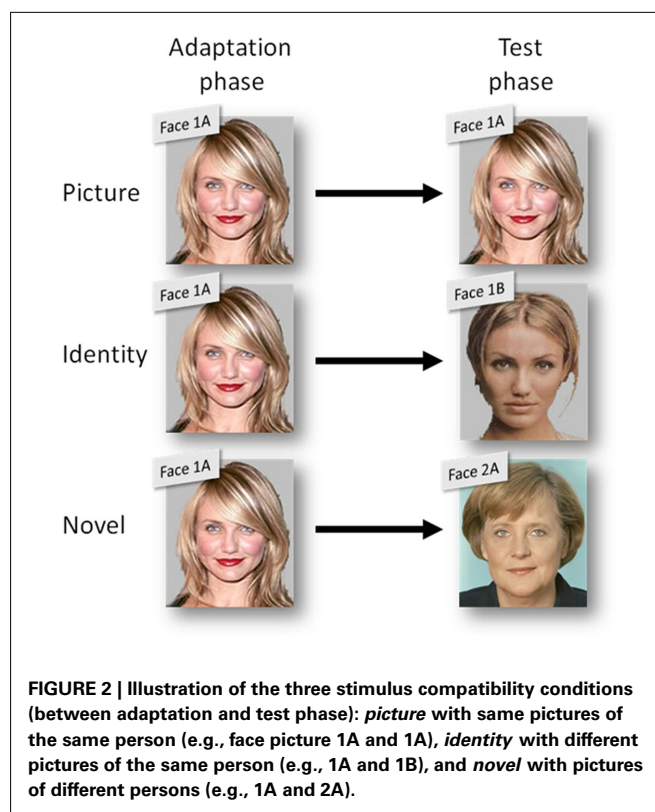 Adaptation phase
Test phase
Picture
Face 1A
Face 1A
Identity
Face 1A
Face 1B
Novel
Face 1A
Face 2A
FIGURE 2 | Illustration of the three stimulus compatibility conditions
(between adaptation and test phase): picture with same pictures of
the same person (e.g., face picture 1A and 1A), identity with different
pictures of the same person (e.g., 1A and 1B), and novel with pictures
of different persons (e.g., 1A and 2A).